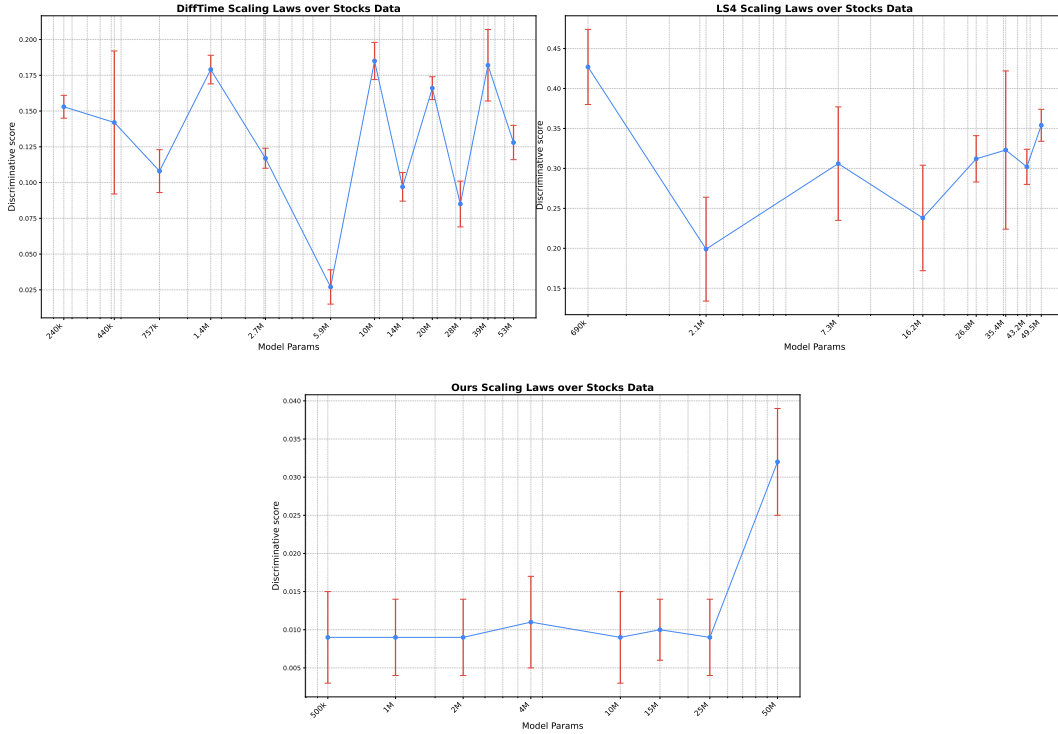 DiffTime Scaling Laws over Stocks Data
Discriminative score
0.200
0.175
0.150
0.125
0.100
0.075
0.050
0.025
240k 440k 757k 1.4M 2.7M 5.9M 10M 14M 20M 28M 39M 53M
Model Params
LS4 Scaling Laws over Stocks Data
Discriminative score
0.45
0.40
0.35
0.30
0.25
0.20
0.15
690k 2.1M 7.3M 16.2M 26.8M 35.4M 43.2M 49.5M
Model Params
Ours Scaling Laws over Stocks Data
Discriminative score
0.040
0.035
0.030
0.025
0.020
0.015
0.010
0.005
500k 1M 2M 4M 10M 15M 25M 50M
Model Params